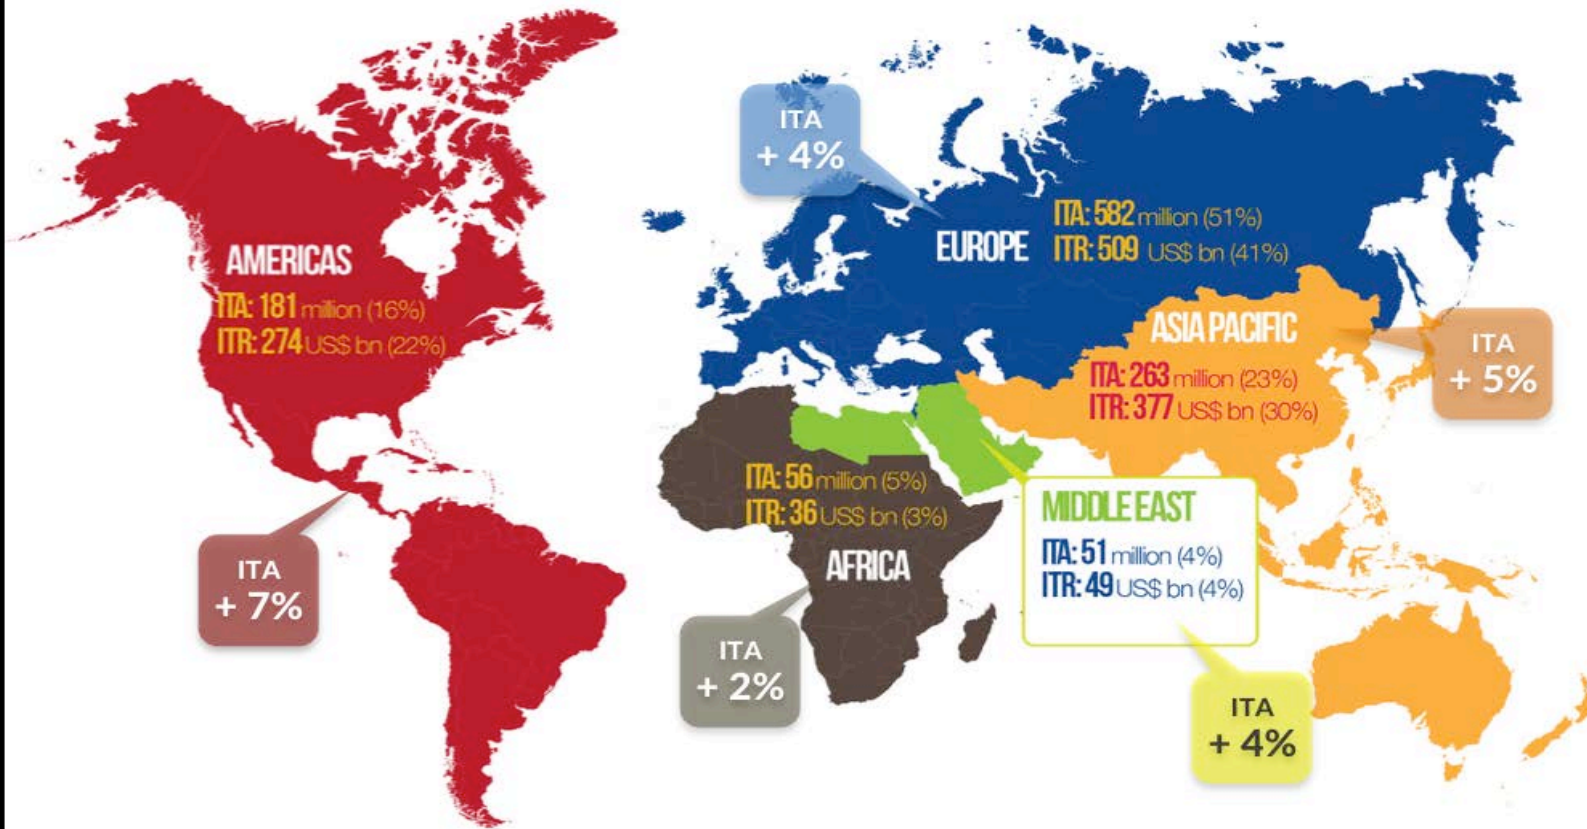 AMERICAS
ITA: 181 million (16%)
ITR: 274 US$ bn (22%)
ITA
+ 7%
ITA
+ 4%
EUROPE
ITA: 582 million (51%)
ITR: 509 US$ bn (41%)
ASIA PACIFIC
ITA: 263 million (23%)
ITR: 377 US$ bn (30%)
ITA
+ 5%
ITA: 56 million (5%)
ITR: 36 US$ bn (3%)
AFRICA
ITA
+ 2%
MIDDLE EAST
ITA: 51 million (4%)
ITR: 49 US$ bn (4%)
ITA
+ 4%